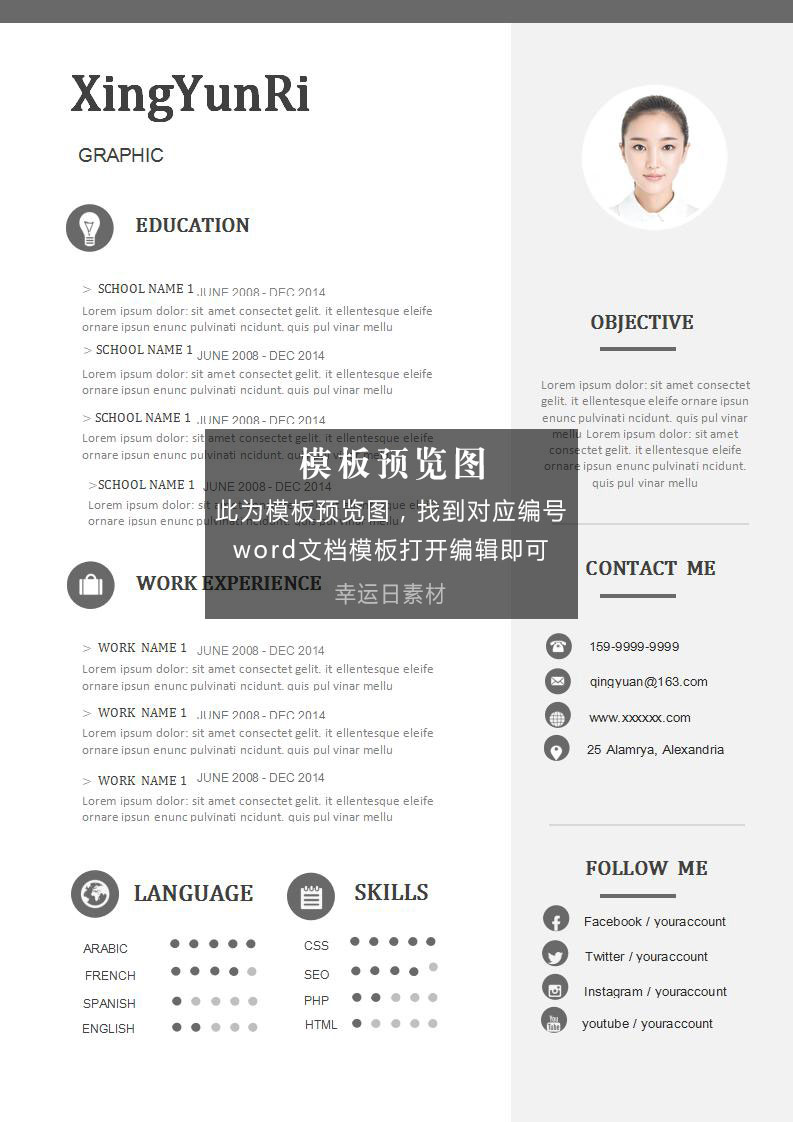 XingYunRi
GRAPHIC
EDUCATION
> SCHOOL NAME 1 JUNE 2008 - DEC 2014
Lorem ipsum dolor: sit amet consectet gelit. it ellentesque eleife
ornare ipsun enunc pulvinati ncidunt. quis pul vinar mellu
> SCHOOL NAME 1 JUNE 2008 - DEC 2014
Lorem ipsum dolor: sit amet consectet gelit. it ellentesque eleife
ornare ipsun enunc pulvinati ncidunt. quis pul vinar mellu
> SCHOOL NAME 1 JUNE 2008 - DEC 2014
Lorem ipsum dolor: sit amet consectet gelit. it ellentesque eleife
ornare ipsun enunc pulvinati ncidunt. quis pul vinar mellu
>SCHOOL NAME 1 JUNE 2008 - DEC 2014
Lorem ipsum dolor: sit amet consectet gelit. it ellentesque eleife
ornare ipsun enunc pulvinati ncidunt. quis pul vinar mellu
模板预览图
此为模板预览图，找到对应编号
word文档模板打开编辑即可
幸运日素材
WORK EXPERIENCE
> WORK NAME 1 JUNE 2008 - DEC 2014
Lorem ipsum dolor: sit amet consectet gelit. it ellentesque eleife
ornare ipsun enunc pulvinati ncidunt. quis pul vinar mellu
> WORK NAME 1 JUNE 2008 - DEC 2014
Lorem ipsum dolor: sit amet consectet gelit. it ellentesque eleife
ornare ipsun enunc pulvinati ncidunt. quis pul vinar mellu
> WORK NAME 1 JUNE 2008 - DEC 2014
Lorem ipsum dolor: sit amet consectet gelit. it ellentesque eleife
ornare ipsun enunc pulvinati ncidunt. quis pul vinar mellu
LANGUAGE
ARABIC
FRENCH
SPANISH
ENGLISH
SKILLS
CSS
SEO
PHP
HTML
OBJECTIVE
Lorem ipsum dolor: sit amet consectet
gelit. it ellentesque eleife ornare ipsun
enunc pulvinati ncidunt. quis pul vinar
mellu Lorem ipsum dolor: sit amet
consectet gelit. it ellentesque eleife
ornare ipsun enunc pulvinati ncidunt.
quis pul vinar mellu
CONTACT ME
159-9999-9999
qingyuan@163.com
www.xxxxxx.com
25 Alamrya, Alexandria
FOLLOW ME
Facebook / youraccount
Twitter / youraccount
Instagram / youraccount
You Tube
youtube / youraccount